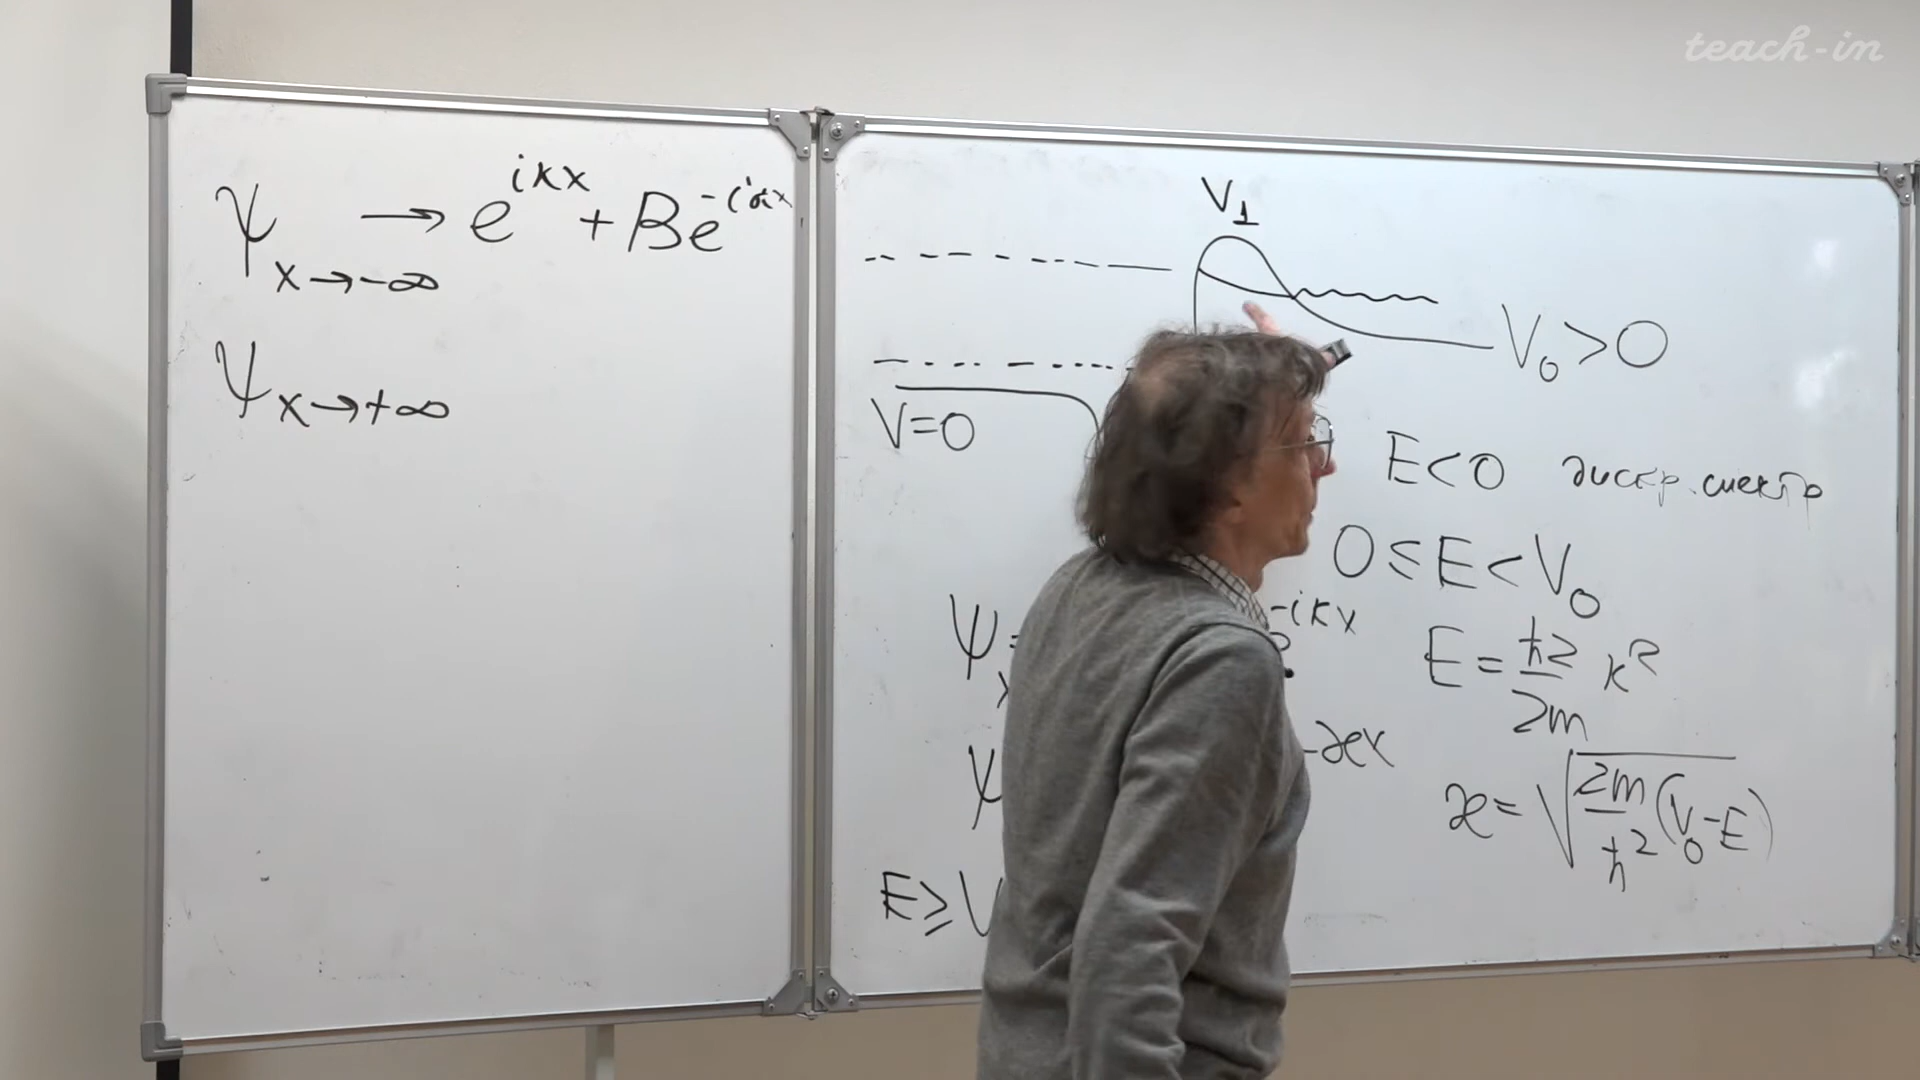 teach-in
ψ x→-∞ → e^{ikx} + Be^{-ikx}
ψ x→+∞
V₁
V₀>0
V=0
E<0 дискр. спектр
0≤E<V₀
ψ= -ikx
E = ħ²/2m k²
ψ -æx
æ = √(2m/ħ² (V₀-E))
E≥V